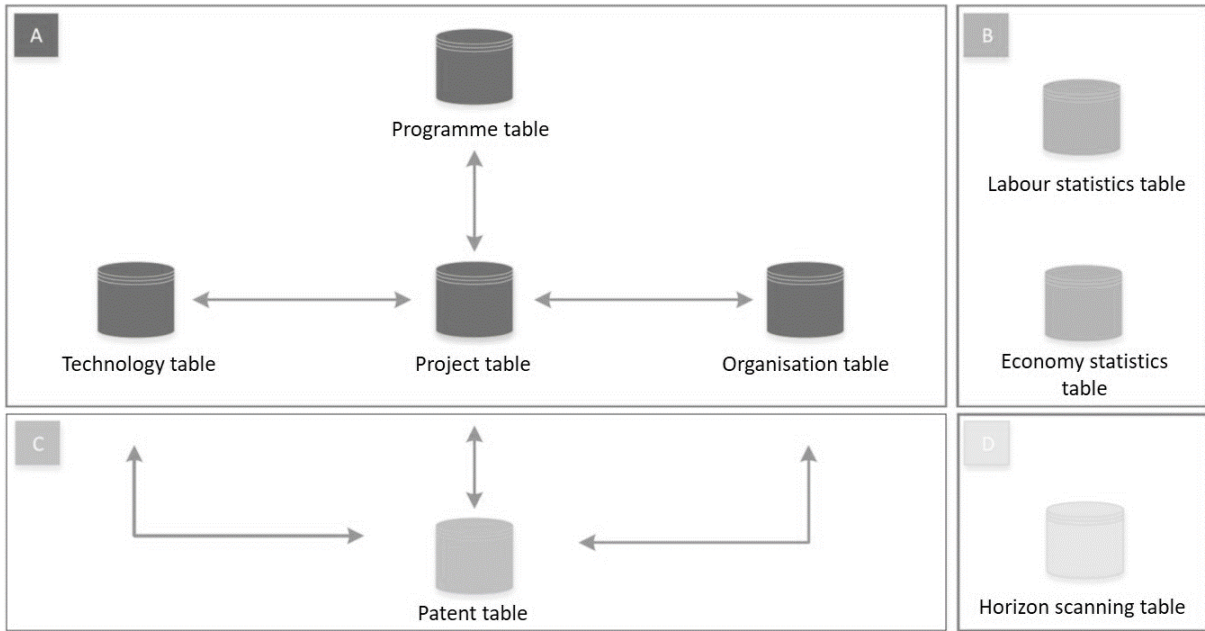 A
Programme table
Technology table
Project table
Organisation table
B
Labour statistics table
Economy statistics
table
C
Patent table
D
Horizon scanning table